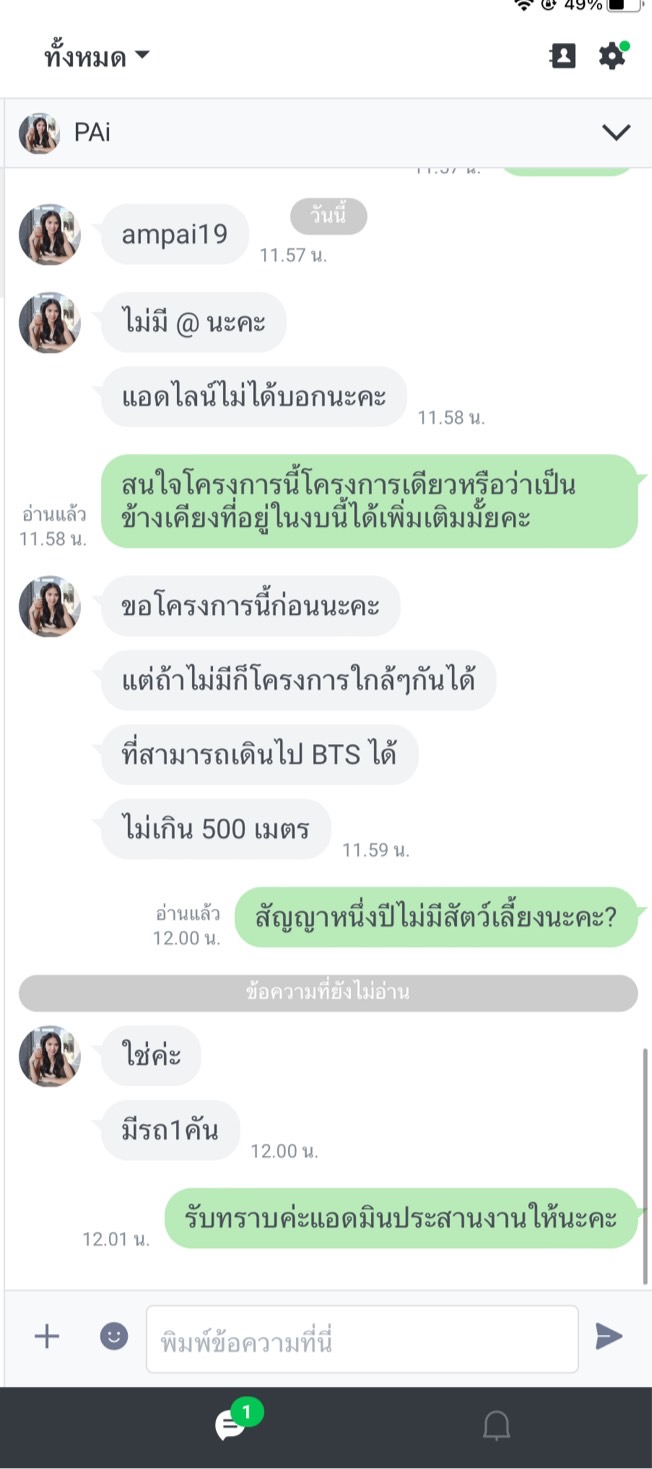 49%
ทั้งหมด
PAi
11.57 น.
วันนี้
ampai19
11.57 น.
ไม่มี @ นะคะ
แอดไลน์ไม่ได้บอกนะคะ
11.58 น.
สนใจโครงการนี้โครงการเดียวหรือว่าเป็น
ข้างเคียงที่อยู่ในงบนี้ได้เพิ่มเติมมั้ยคะ
อ่านแล้ว
11.58 น.
ขอโครงการนี้ก่อนนะคะ
แต่ถ้าไม่มีก็โครงการใกล้ๆกันได้
ที่สามารถเดินไป BTS ได้
ไม่เกิน 500 เมตร
11.59 น.
อ่านแล้ว
12.00 น.
สัญญาหนึ่งปีไม่มีสัตว์เลี้ยงนะคะ?
ข้อความที่ยังไม่อ่าน
ใช่ค่ะ
มีรถ1คัน
12.00 น.
รับทราบค่ะแอดมินประสานงานให้นะคะ
12.01 น.
พิมพ์ข้อความที่นี่
1